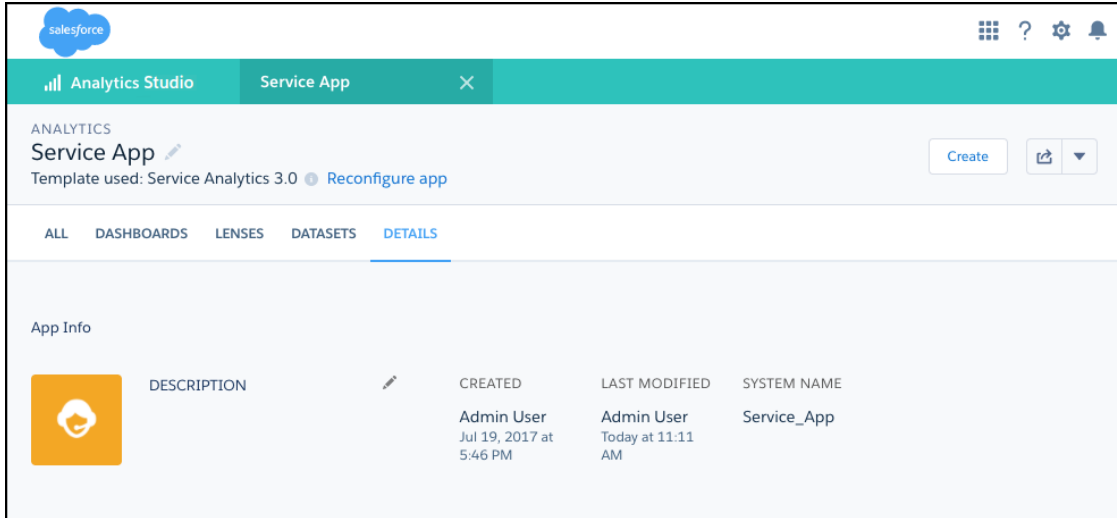 salesforce
Analytics Studio
Service App
ANALYTICS
Service App
Template used: Service Analytics 3.0 Reconfigure app
Create
ALL DASHBOARDS LENSES DATASETS DETAILS
App Info
DESCRIPTION
CREATED
Admin User
Jul 19, 2017 at
5:46 PM
LAST MODIFIED
Admin User
Today at 11:11
AM
SYSTEM NAME
Service_App